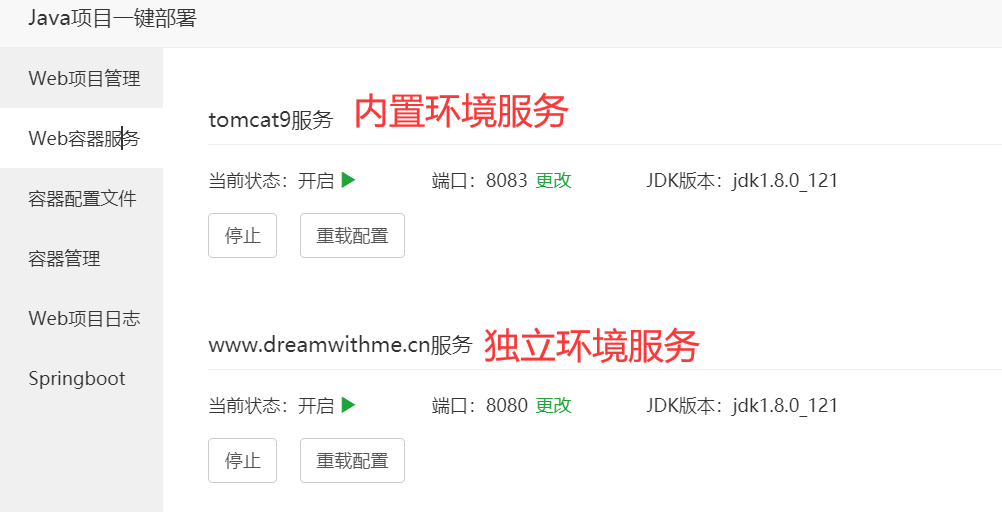 Java项目一键部署
Web项目管理
Web容器服务
容器配置文件
容器管理
Web项目日志
Springboot
tomcat9服务 内置环境服务
当前状态：开启 端口：8083 更改 JDK版本：jdk1.8.0_121
停止 重载配置
www.dreamwithme.cn服务 独立环境服务
当前状态：开启 端口：8080 更改 JDK版本：jdk1.8.0_121
停止 重载配置